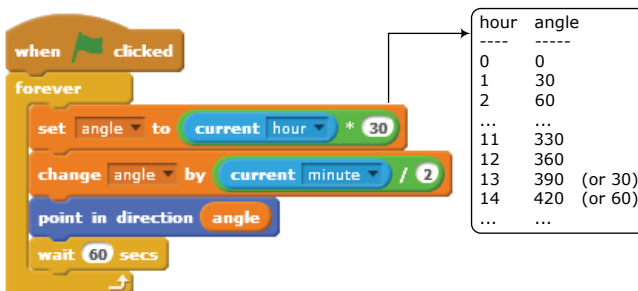 when clicked
forever
set angle to current hour * 30
change angle by current minute / 2
point in direction angle
wait 60 secs
hour angle
---- -----
0 0
1 30
2 60
... ...
11 330
12 360
13 390 (or 30)
14 420 (or 60)
... ...